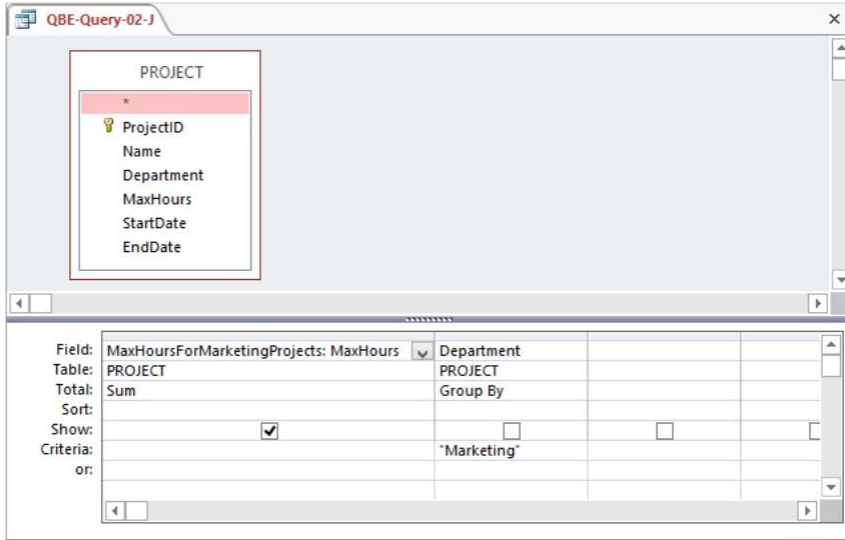 QBE-Query-02-J
PROJECT
*
ProjectID
Name
Department
MaxHours
StartDate
EndDate
Field: MaxHoursForMarketingProjects: MaxHours Department
Table: PROJECT PROJECT
Total: Sum Group By
Sort:
Show:
Criteria: "Marketing"
or: